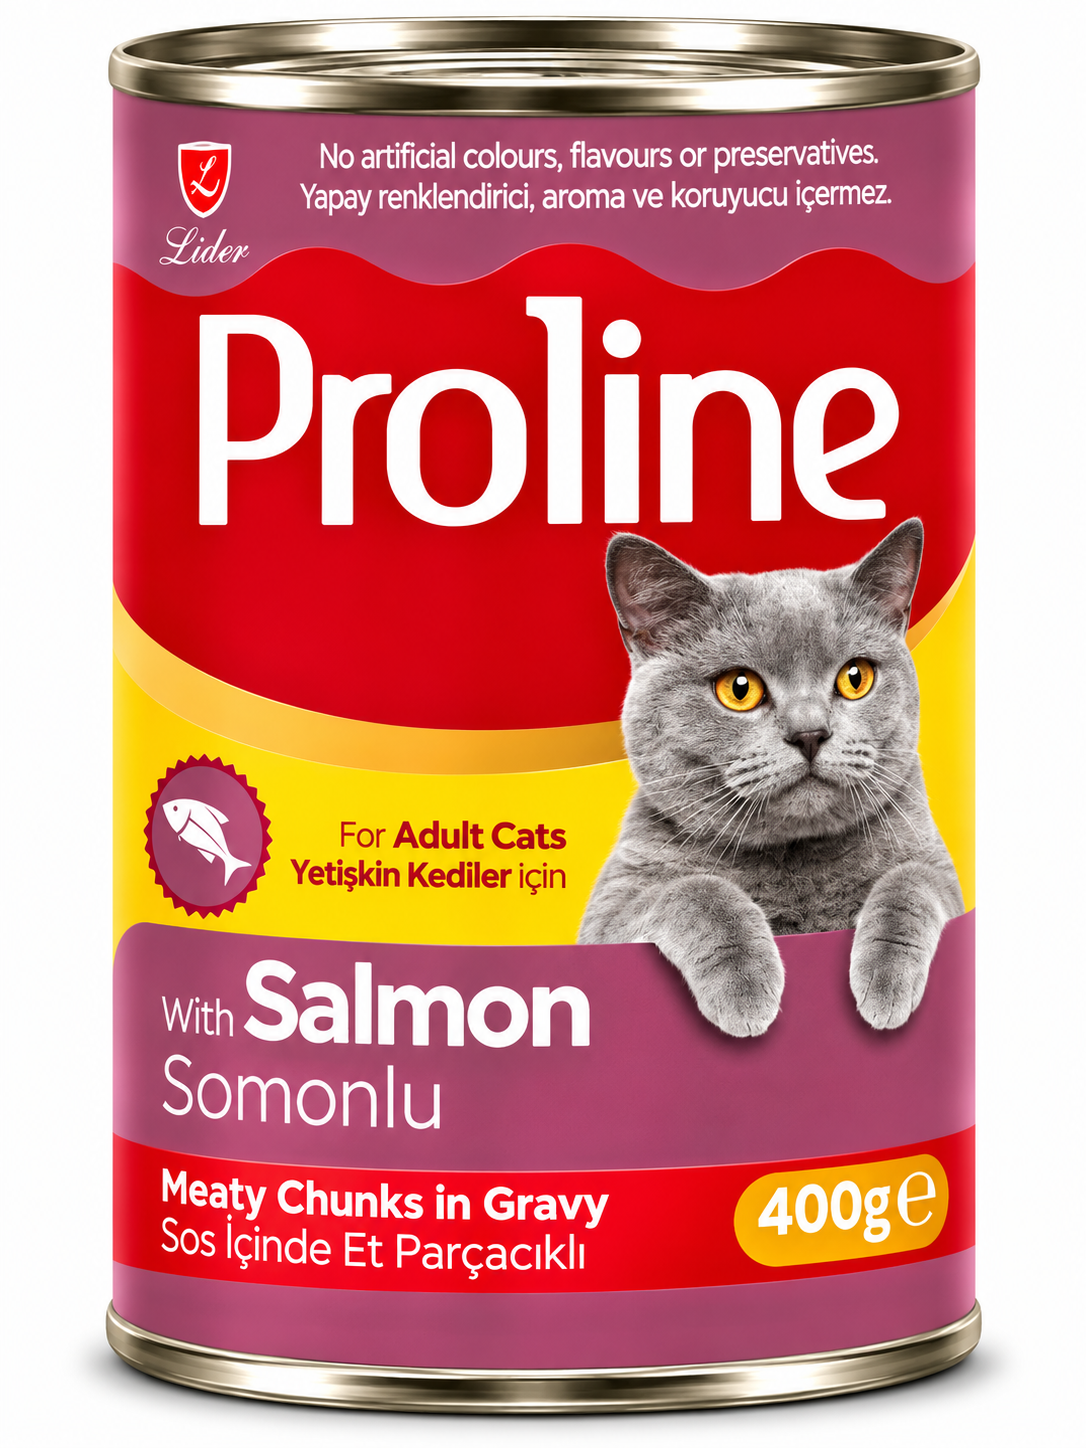 No artificial colours, flavours or preservatives.
Yapay renklendirici, aroma ve koruyucu içermez.
L
Lider
Proline
For Adult Cats
Yetişkin Kediler için
With Salmon
Somonlu
Meaty Chunks in Gravy
Sos İçinde Et Parçacıklı
400g e